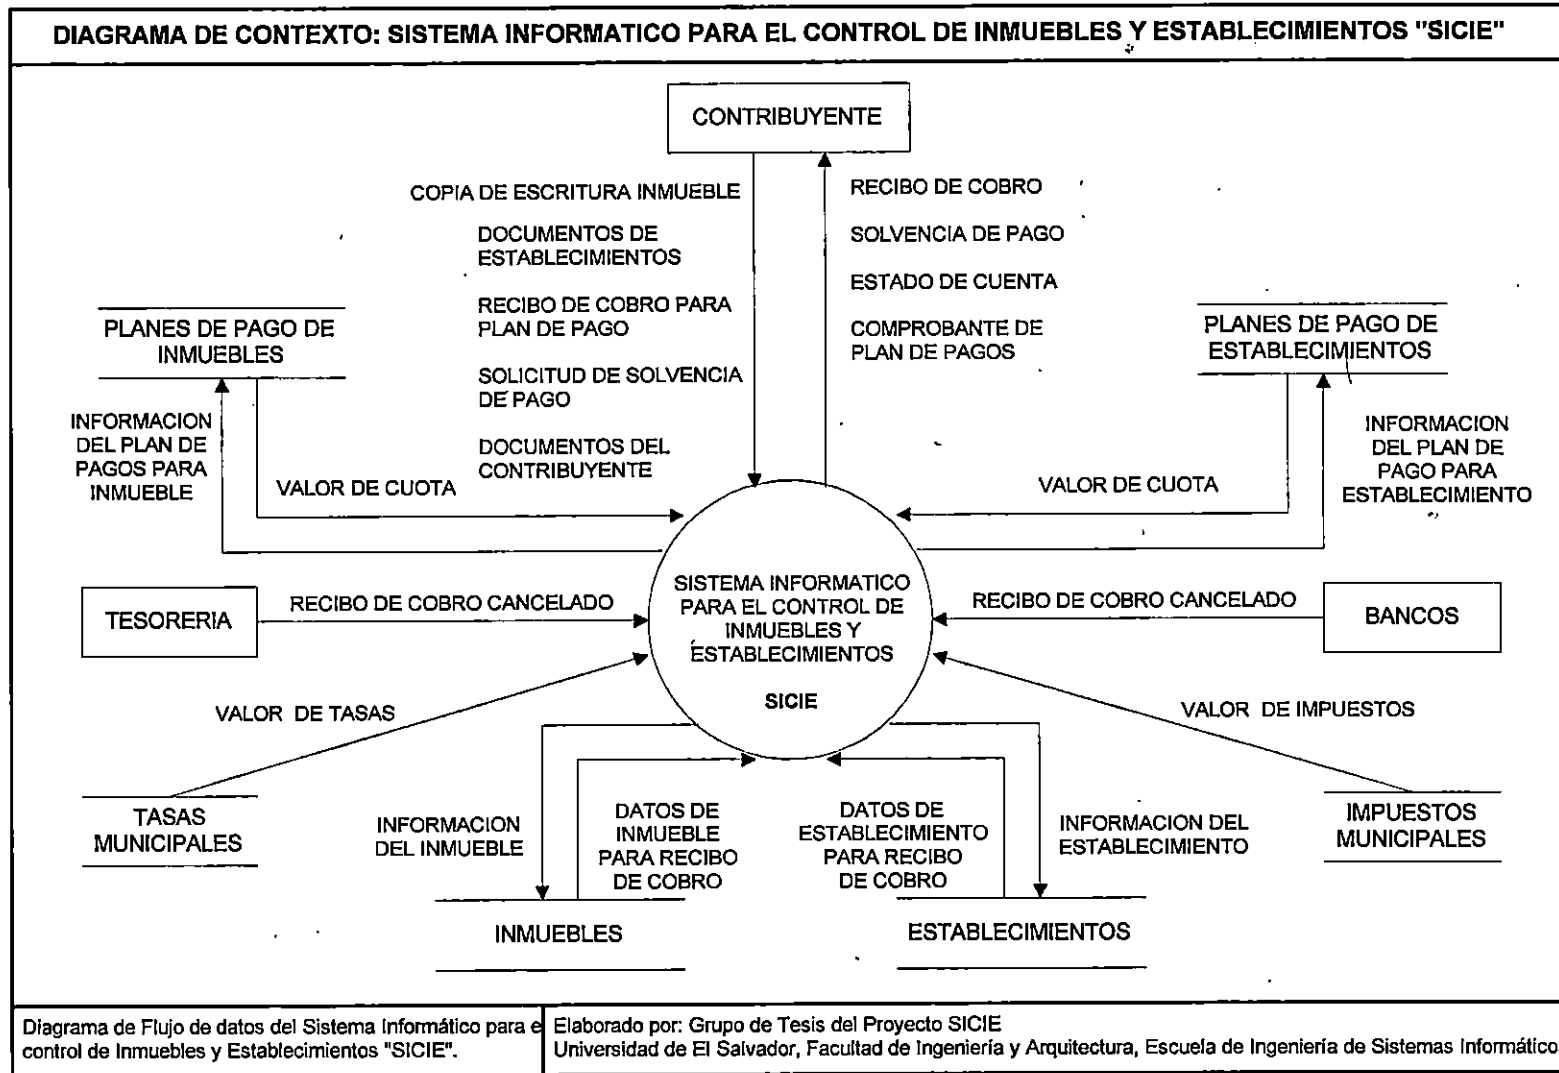 DIAGRAMA DE CONTEXTO: SISTEMA INFORMATICO PARA EL CONTROL DE INMUEBLES Y ESTABLECIMIENTOS "SICIE"
CONTRIBUYENTE
COPIA DE ESCRITURA INMUEBLE
DOCUMENTOS DE
ESTABLECIMIENTOS
RECIBO DE COBRO PARA
PLAN DE PAGO
SOLICITUD DE SOLVENCIA
DE PAGO
DOCUMENTOS DEL
CONTRIBUYENTE
RECIBO DE COBRO
SOLVENCIA DE PAGO
ESTADO DE CUENTA
COMPROBANTE DE
PLAN DE PAGOS
PLANES DE PAGO DE
INMUEBLES
PLANES DE PAGO DE
ESTABLECIMIENTOS
INFORMACION
DEL PLAN DE
PAGOS PARA
INMUEBLE
VALOR DE CUOTA
VALOR DE CUOTA
INFORMACION
DEL PLAN DE
PAGO PARA
ESTABLECIMIENTO
TESORERIA
RECIBO DE COBRO CANCELADO
SISTEMA INFORMATICO
PARA EL CONTROL DE
INMUEBLES Y
ESTABLECIMIENTOS
SICIE
RECIBO DE COBRO CANCELADO
BANCOS
VALOR DE TASAS
VALOR DE IMPUESTOS
TASAS
MUNICIPALES
INFORMACION
DEL INMUEBLE
DATOS DE
INMUEBLE
PARA RECIBO
DE COBRO
DATOS DE
ESTABLECIMIENTO
PARA RECIBO
DE COBRO
INFORMACION DEL
ESTABLECIMIENTO
IMPUESTOS
MUNICIPALES
INMUEBLES
ESTABLECIMIENTOS
Diagrama de Flujo de datos del Sistema Informático para e
control de Inmuebles y Establecimientos "SICIE".
Elaborado por: Grupo de Tesis del Proyecto SICIE
Universidad de El Salvador, Facultad de Ingeniería y Arquitectura, Escuela de Ingeniería de Sistemas Informático